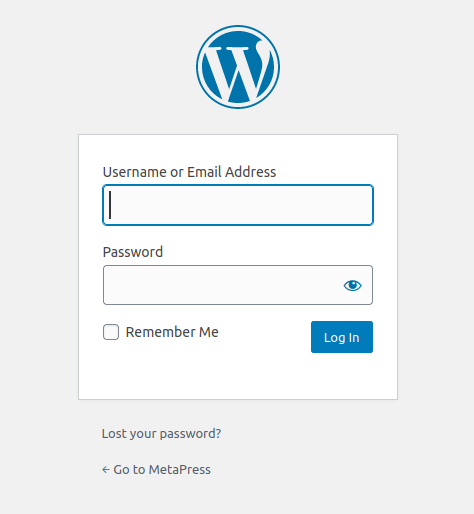 Username or Email Address
Password
Remember Me
Log In
Lost your password?
← Go to MetaPress